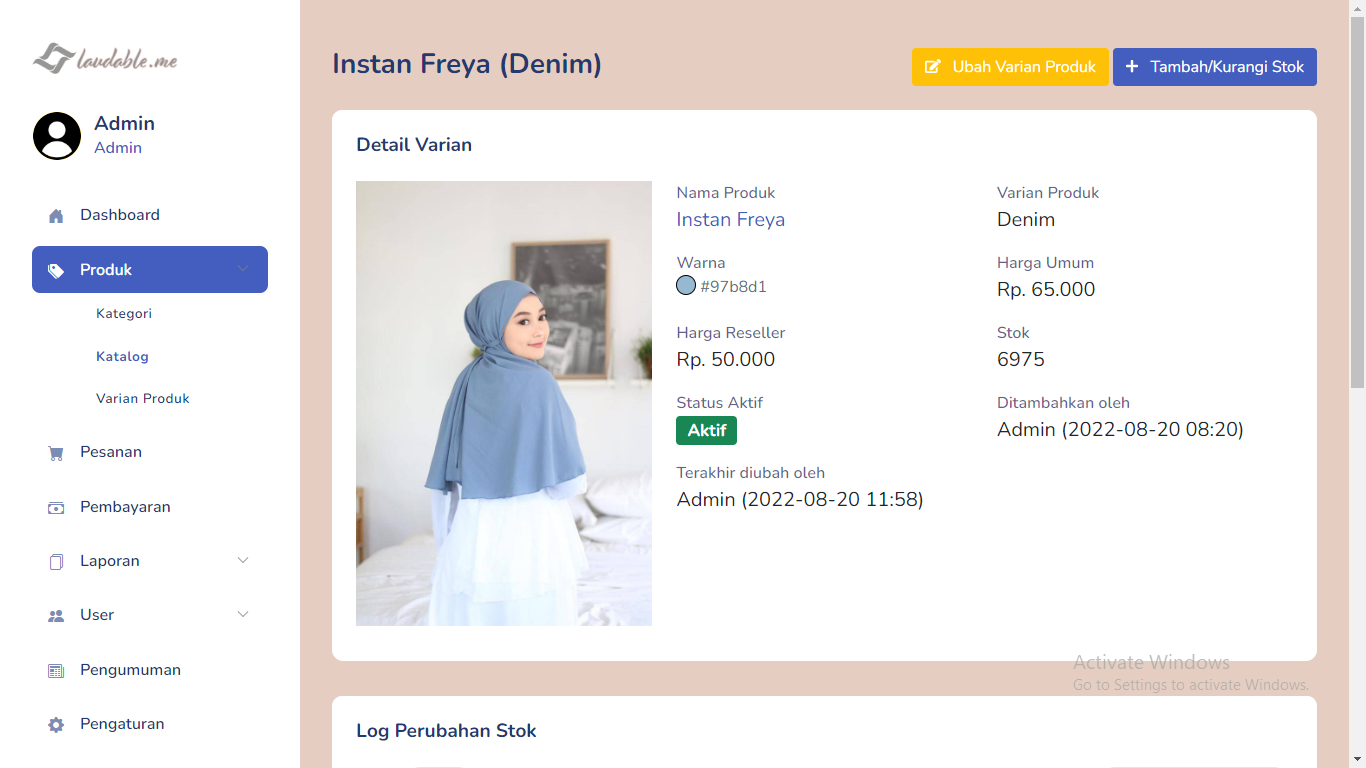 laudable.me
Admin
Admin
Dashboard
Produk
Kategori
Katalog
Varian Produk
Pesanan
Pembayaran
Laporan
User
Pengumuman
Pengaturan
Instan Freya (Denim)
Ubah Varian Produk
Tambah/Kurangi Stok
Detail Varian
Nama Produk
Instan Freya
Varian Produk
Denim
Warna
#97b8d1
Harga Umum
Rp. 65.000
Harga Reseller
Rp. 50.000
Stok
6975
Status Aktif
Aktif
Ditambahkan oleh
Admin (2022-08-20 08:20)
Terakhir diubah oleh
Admin (2022-08-20 11:58)
Activate Windows
Go to Settings to activate Windows.
Log Perubahan Stok